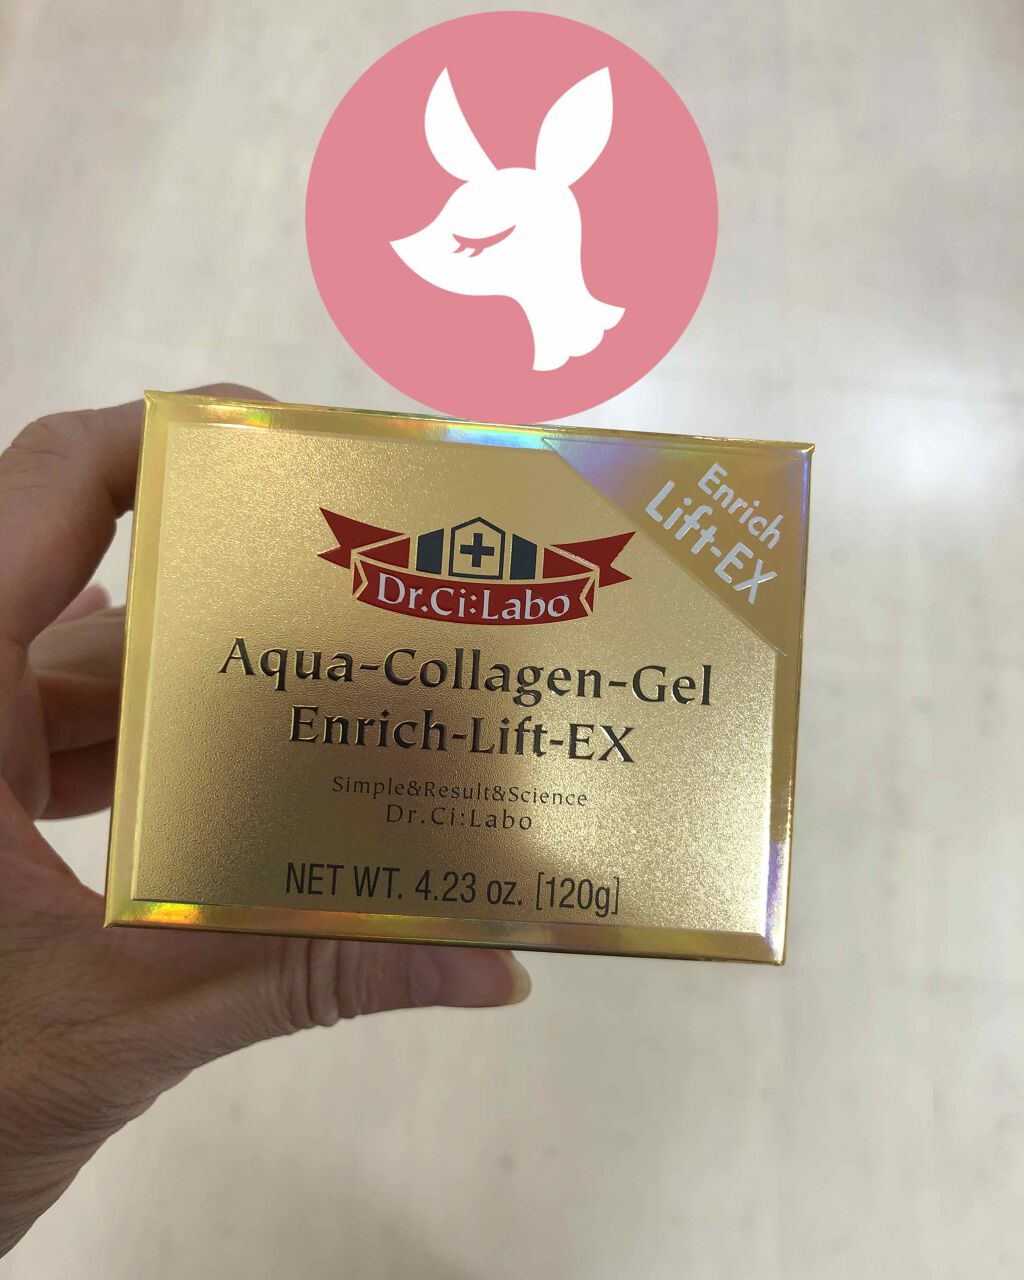 Enrich
Lift-EX
Dr.Ci:Labo
Aqua-Collagen-Gel
Enrich-Lift-EX
Simple&Result&Science
Dr.Ci:Labo
NET WT. 4.23 oz. [120g]